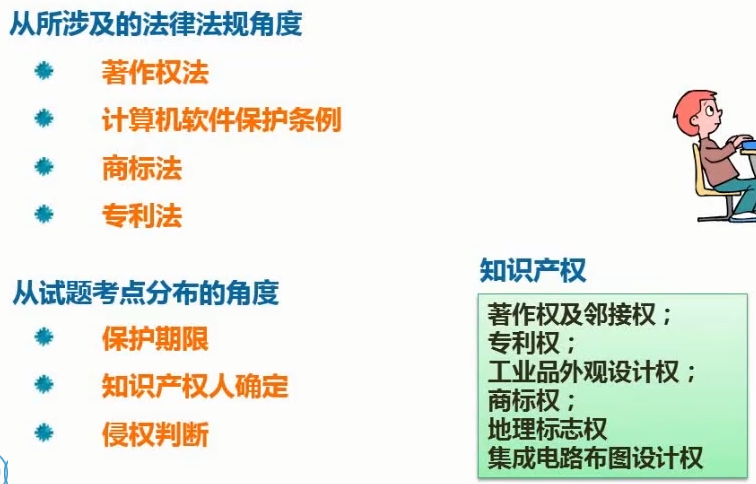 从所涉及的法律法规角度
著作权法
计算机软件保护条例
商标法
专利法
从试题考点分布的角度
保护期限
知识产权人确定
侵权判断
知识产权
著作权及邻接权；
专利权；
工业品外观设计权；
商标权；
地理标志权
集成电路布图设计权